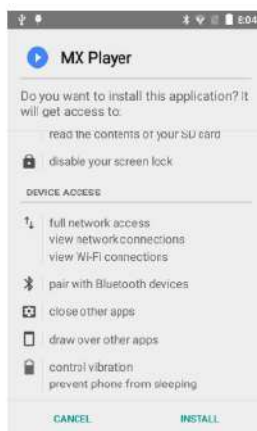 8:04
MX Player
Do you want to install this application? It
will get access to:
read the contents of your SD card
disable your screen lock
DEVICE ACCESS
full network access
view network connections
view Wi-Fi connections
pair with Bluetooth devices
close other apps
draw over other apps
control vibration
prevent phone from sleeping
CANCEL INSTALL